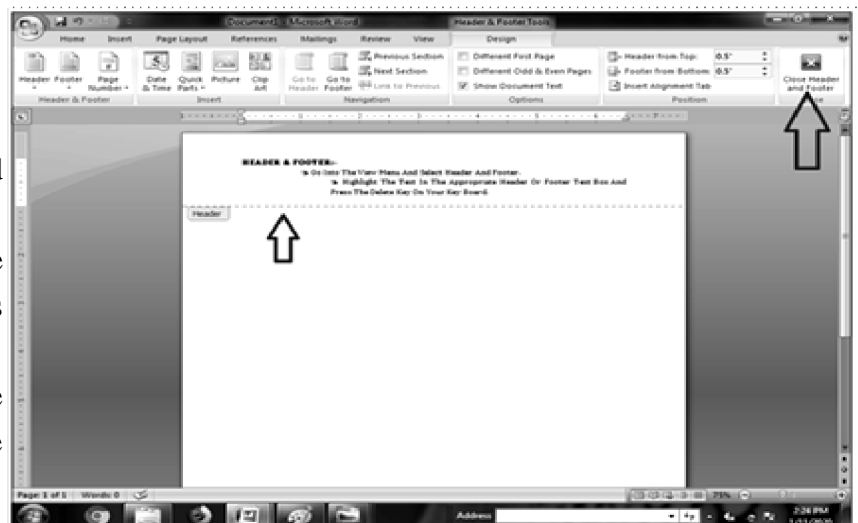 Document1 - Microsoft Word
Header & Footer Tools
Home Insert Page Layout References Mailings Review View Design
Header Footer Page Number
Date & Time Quick Parts Picture Clip Art
Go to Header Go to Footer
Previous Section
Next Section
Link to Previous
Different First Page
Different Odd & Even Pages
Show Document Text
Header from Top: 0.5"
Footer from Bottom: 0.5"
Insert Alignment Tab
Close Header and Footer
Header & Footer Insert Navigation Options Position
HEADER & FOOTER:-
Go Into The View Menu And Select Header And Footer.
Highlight The Text In The Appropriate Header Or Footer Text Box And
Press The Delete Key On Your Key Board.
Header
Page: 1 of 1 Words: 0 75%
Address 2:24 PM